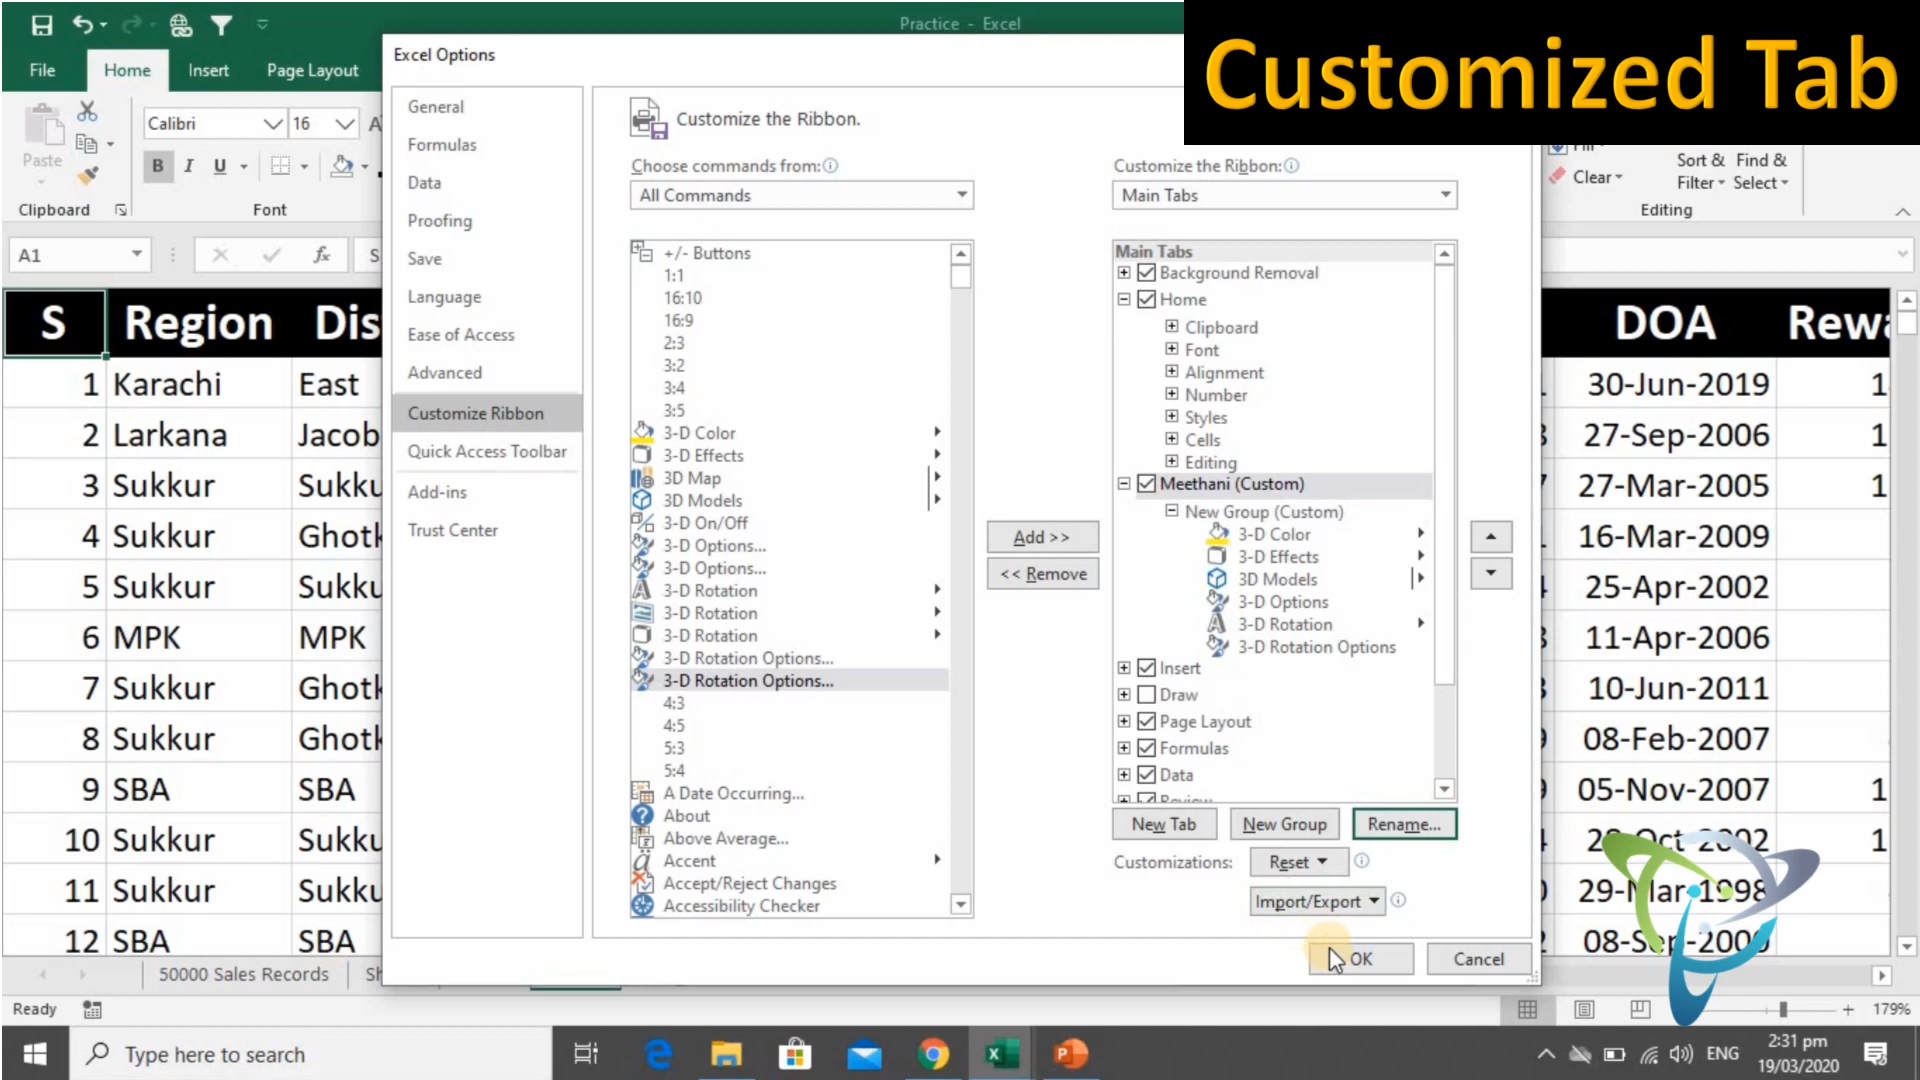 Practice - Excel
Customized Tab
File
Home
Insert
Page Layout
Calibri
16
Paste
B I U
Clipboard
Font
Clear
Sort & Filter
Find & Select
Editing
A1
fx
S
S Region
DOA
1 Karachi East 30-Jun-2019
2 Larkana 27-Sep-2006
3 Sukkur 27-Mar-2005
4 Sukkur 16-Mar-2009
5 Sukkur 25-Apr-2002
6 MPK MPK 11-Apr-2006
7 Sukkur 10-Jun-2011
8 Sukkur 08-Feb-2007
9 SBA SBA 05-Nov-2007
10 Sukkur
11 Sukkur 29-Mar-1998
12 SBA SBA
50000 Sales Records
Ready
179%
Excel Options
General
Formulas
Data
Proofing
Save
Language
Ease of Access
Advanced
Customize Ribbon
Quick Access Toolbar
Add-ins
Trust Center
Customize the Ribbon.
Choose commands from:
All Commands
+/- Buttons
1:1
16:10
16:9
2:3
3:2
3:4
3:5
3-D Color
3-D Effects
3D Map
3D Models
3-D On/Off
3-D Options...
3-D Options...
3-D Rotation
3-D Rotation
3-D Rotation
3-D Rotation Options...
3-D Rotation Options...
4:3
4:5
5:3
5:4
A Date Occurring...
About
Above Average...
Accent
Accept/Reject Changes
Accessibility Checker
Add >>
<< Remove
Customize the Ribbon:
Main Tabs
Main Tabs
Background Removal
Home
Clipboard
Font
Alignment
Number
Styles
Cells
Editing
Meethani (Custom)
New Group (Custom)
3-D Color
3-D Effects
3D Models
3-D Options
3-D Rotation
3-D Rotation Options
Insert
Draw
Page Layout
Formulas
Data
New Tab
New Group
Rename...
Customizations:
Reset
Import/Export
OK
Cancel
Type here to search
ENG
2:31 pm
19/03/2020